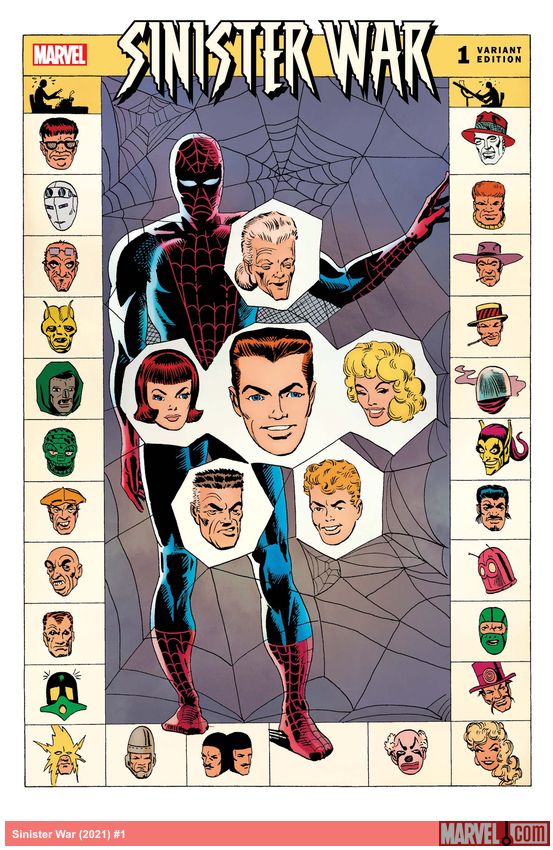 MARVEL
SINISTER WAR
1 VARIANT
EDITION
Sinister War (2021) #1
MARVEL.com